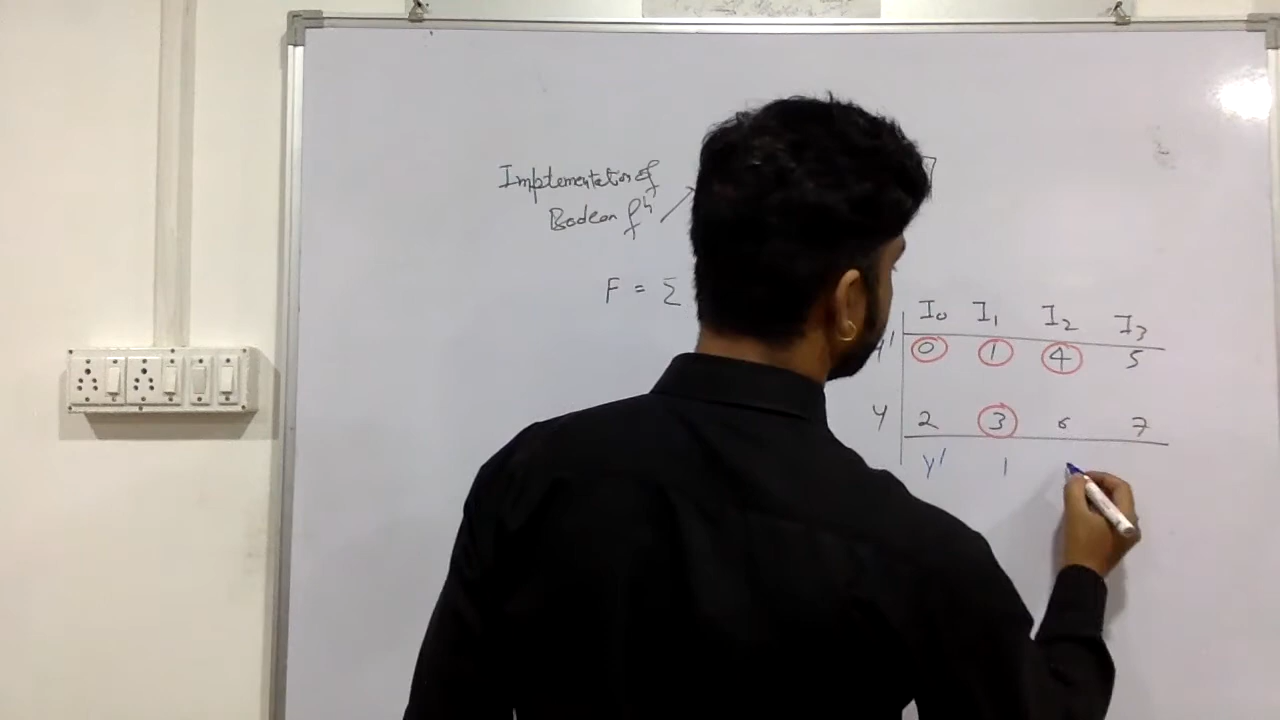 Implementation of
Boolean fⁿ
F = Σ
I₀ I₁ I₂ I₃
y' 0 1 4 5
y 2 3 6 7
y' 1